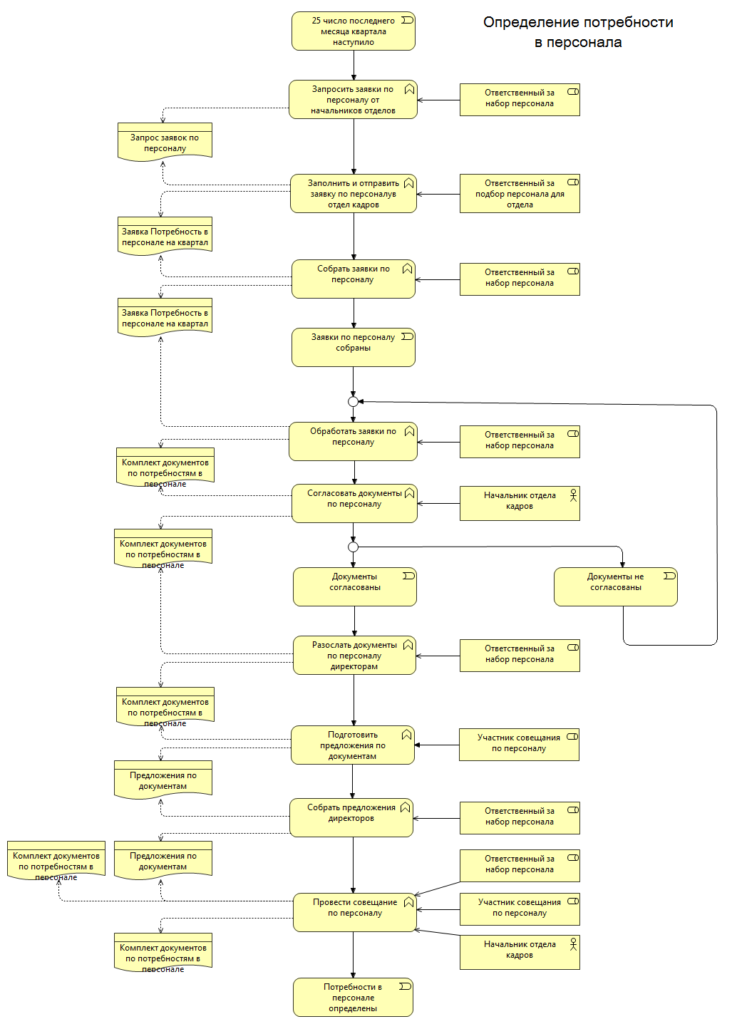 Определение потребности
в персонала
25 число последнего
месяца квартала
наступило
Запросить заявки по
персоналу от
начальников отделов
Ответственный за
набор персонала
Запрос заявок по
персоналу
Заполнить и отправить
заявку по персоналув
отдел кадров
Ответственный за
подбор персонала для
отдела
Заявка Потребность в
персонале на квартал
Собрать заявки по
персоналу
Ответственный за
набор персонала
Заявка Потребность в
персонале на квартал
Заявки по персоналу
собраны
Обработать заявки по
персоналу
Ответственный за
набор персонала
Комплект документов
по потребностям в
персонале
Согласовать документы
по персоналу
Начальник отдела
кадров
Комплект документов
по потребностям в
персонале
Документы
согласованы
Документы не
согласованы
Разослать документы
по персоналу
директорам
Ответственный за
набор персонала
Комплект документов
по потребностям в
персонале
Подготовить
предложения по
документам
Участник совещания
по персоналу
Предложения по
документам
Собрать предложения
директоров
Ответственный за
набор персонала
Комплект документов
по потребностям в
персонале
Предложения по
документам
Ответственный за
набор персонала
Провести совещание
по персоналу
Участник совещания
по персоналу
Начальник отдела
кадров
Комплект документов
по потребностям в
персонале
Потребности в
персонале
определены